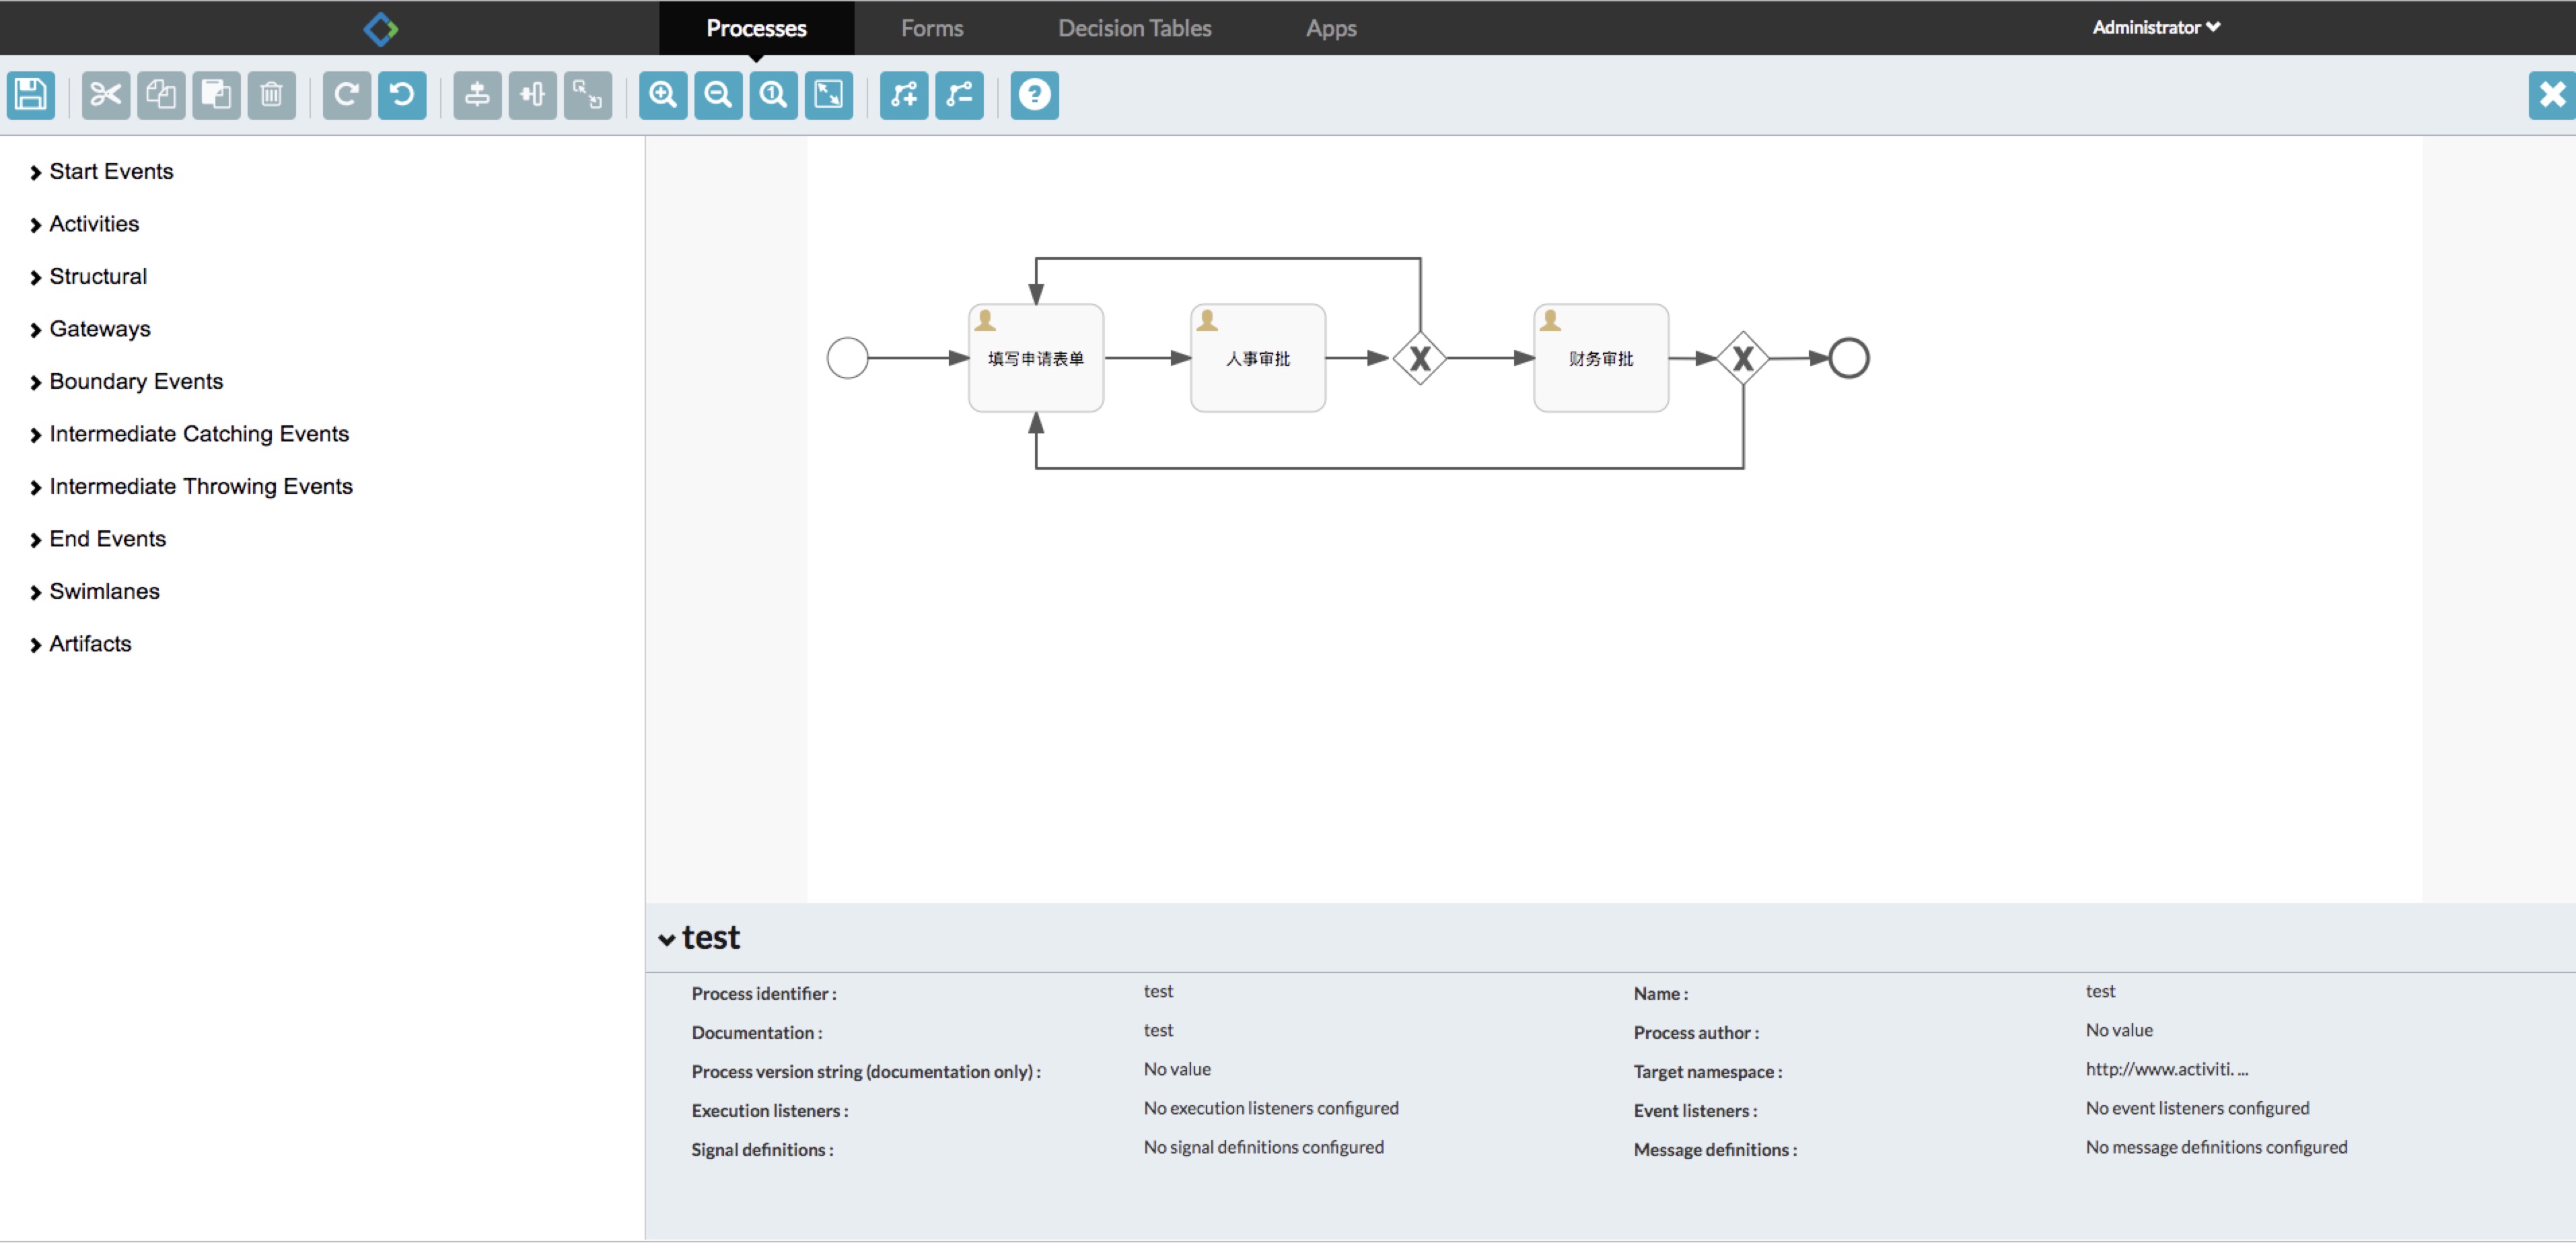 Processes Forms Decision Tables Apps Administrator
Start Events
Activities
Structural
Gateways
Boundary Events
Intermediate Catching Events
Intermediate Throwing Events
End Events
Swimlanes
Artifacts
填写申请表单 人事审批 X 财务审批 X
test
Process identifier : test Name : test
Documentation : test Process author : No value
Process version string (documentation only) : No value Target namespace : http://www.activiti. ...
Execution listeners : No execution listeners configured Event listeners : No event listeners configured
Signal definitions : No signal definitions configured Message definitions : No message definitions configured